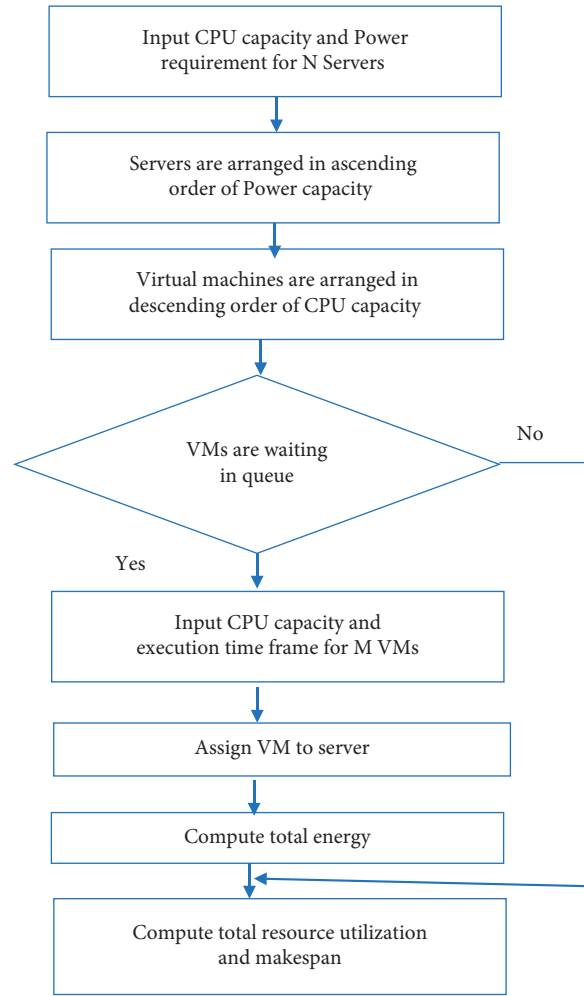 Input CPU capacity and Power
requirement for N Servers
Servers are arranged in ascending
order of Power capacity
Virtual machines are arranged in
descending order of CPU capacity
VMs are waiting
in queue
No
Yes
Input CPU capacity and
execution time frame for M VMs
Assign VM to server
Compute total energy
Compute total resource utilization
and makespan